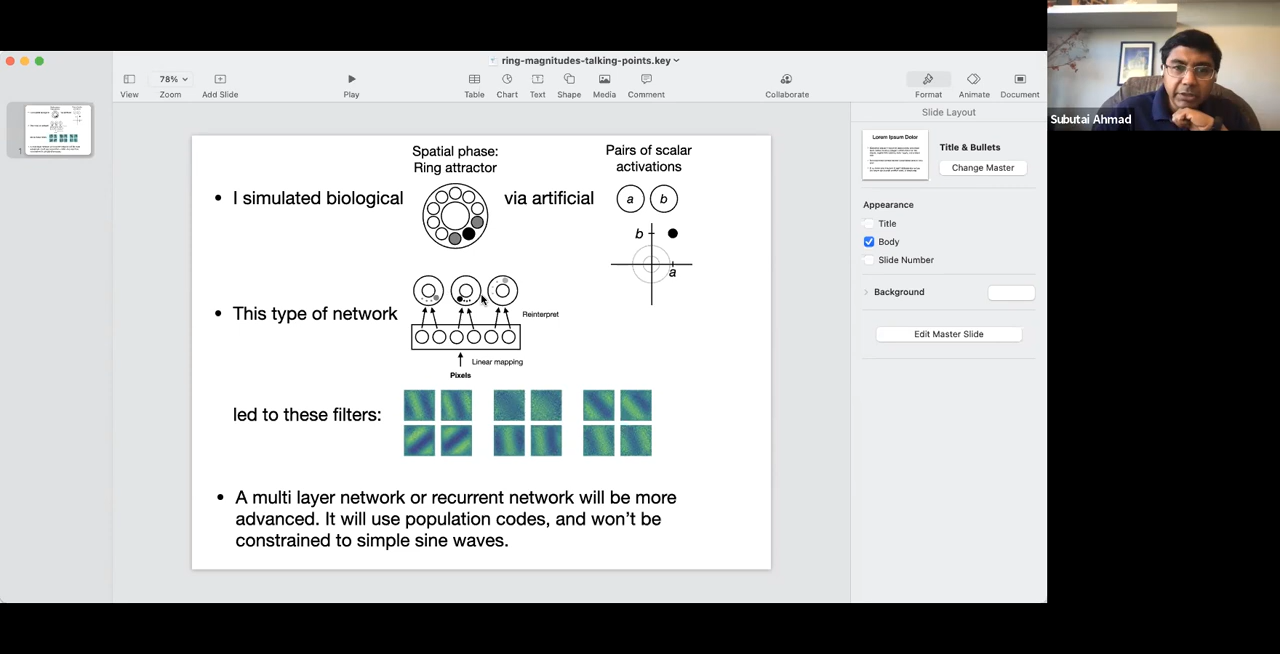 ring-magnitudes-talking-points.key
78%
View
Zoom
Add Slide
Play
Table
Chart
Text
Shape
Media
Comment
Collaborate
Format
Animate
Document
Subutai Ahmad
1
Spatial phase:
Ring attractor
Pairs of scalar
activations
• I simulated biological
via artificial
a
b
b
a
• This type of network
Reinterpret
Linear mapping
Pixels
led to these filters:
• A multi layer network or recurrent network will be more
advanced. It will use population codes, and won't be
constrained to simple sine waves.
Slide Layout
Lorem Ipsum Dolor
Title & Bullets
Change Master
Appearance
Title
Body
Slide Number
Background
Edit Master Slide